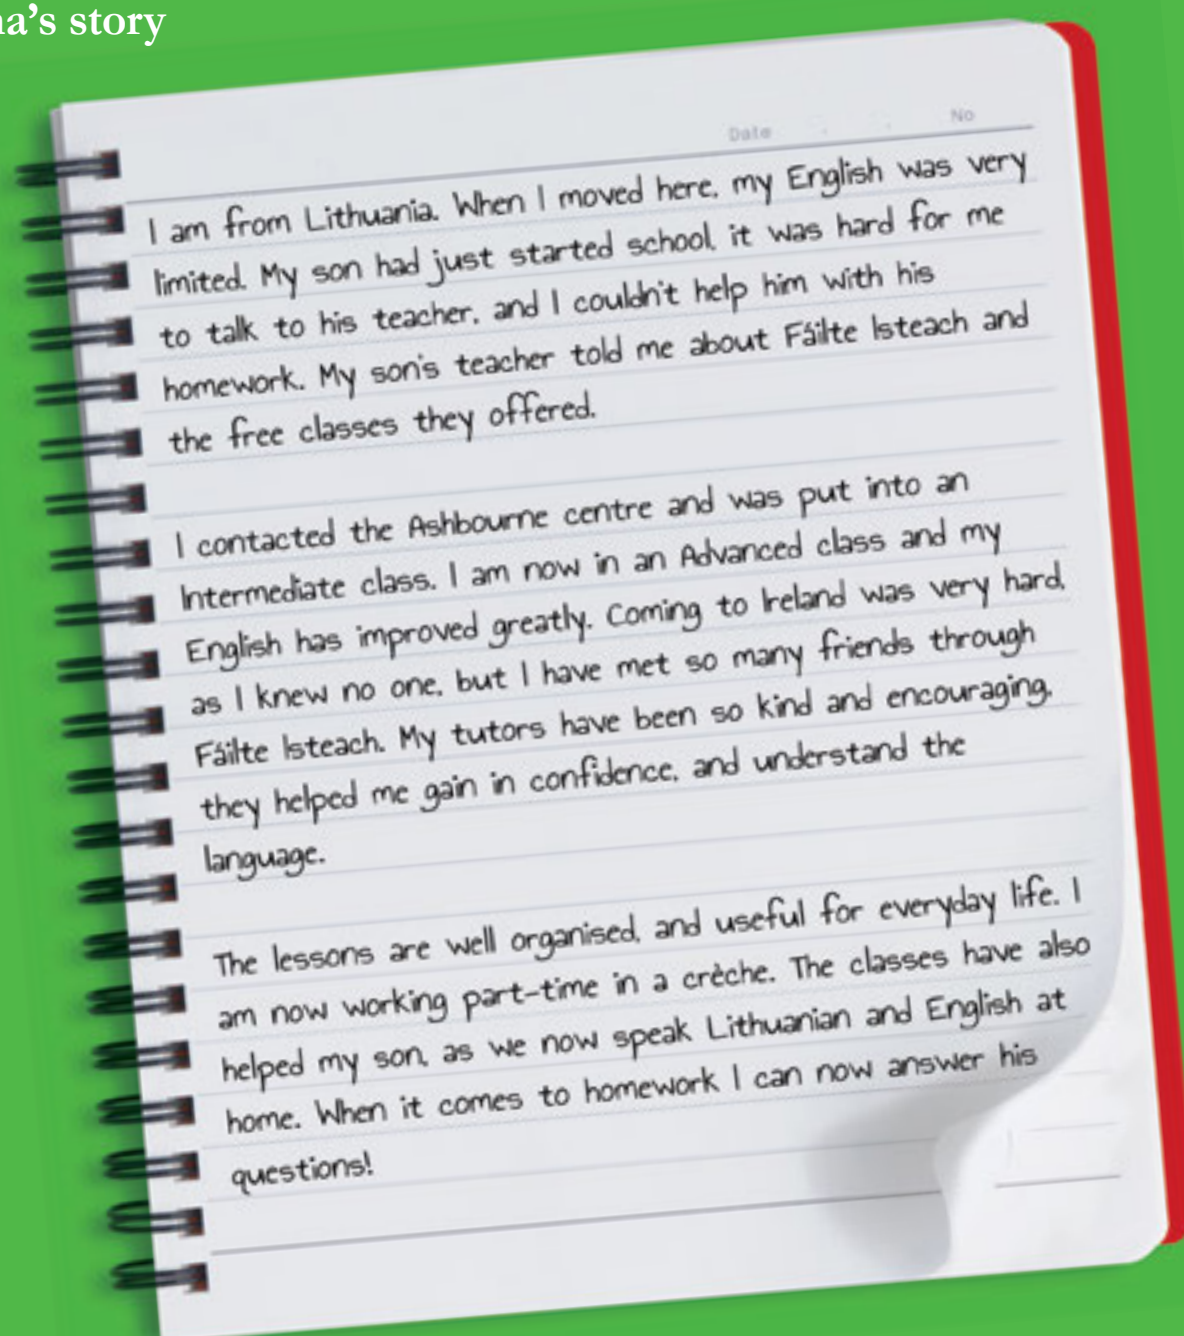 a's story
Date No
I am from Lithuania. When I moved here, my English was very
limited. My son had just started school, it was hard for me
to talk to his teacher, and I couldn't help him with his
homework. My son's teacher told me about Fáilte Isteach and
the free classes they offered.
I contacted the Ashbourne centre and was put into an
Intermediate class. I am now in an Advanced class and my
English has improved greatly. Coming to Ireland was very hard,
as I knew no one, but I have met so many friends through
Fáilte Isteach. My tutors have been so kind and encouraging,
they helped me gain in confidence, and understand the
language.
The lessons are well organised, and useful for everyday life. I
am now working part-time in a crèche. The classes have also
helped my son, as we now speak Lithuanian and English at
home. When it comes to homework I can now answer his
questions!